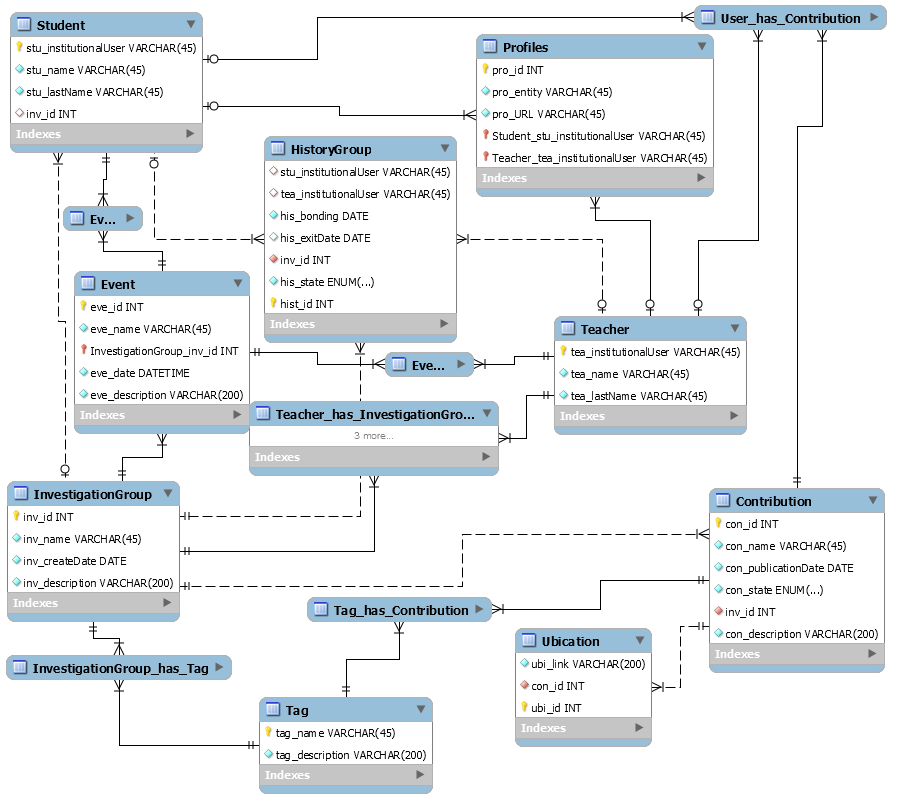 Student
stu_institutionalUser VARCHAR(45)
stu_name VARCHAR(45)
stu_lastName VARCHAR(45)
inv_id INT
Indexes
User_has_Contribution
Profiles
pro_id INT
pro_entity VARCHAR(45)
pro_URL VARCHAR(45)
Student_stu_institutionalUser VARCHAR(45)
Teacher_tea_institutionalUser VARCHAR(45)
Indexes
HistoryGroup
stu_institutionalUser VARCHAR(45)
tea_institutionalUser VARCHAR(45)
his_bonding DATE
his_exitDate DATE
inv_id INT
his_state ENUM(...)
hist_id INT
Indexes
Ev...
Event
eve_id INT
eve_name VARCHAR(45)
InvestigationGroup_inv_id INT
eve_date DATETIME
eve_description VARCHAR(200)
Indexes
Eve...
Teacher
tea_institutionalUser VARCHAR(45)
tea_name VARCHAR(45)
tea_lastName VARCHAR(45)
Indexes
Teacher_has_InvestigationGro...
3 more...
Indexes
InvestigationGroup
inv_id INT
inv_name VARCHAR(45)
inv_createDate DATE
inv_description VARCHAR(200)
Indexes
Contribution
con_id INT
con_name VARCHAR(45)
con_publicationDate DATE
con_state ENUM(...)
inv_id INT
con_description VARCHAR(200)
Indexes
Tag_has_Contribution
Ubication
ubi_link VARCHAR(200)
con_id INT
ubi_id INT
Indexes
InvestigationGroup_has_Tag
Tag
tag_name VARCHAR(45)
tag_description VARCHAR(200)
Indexes